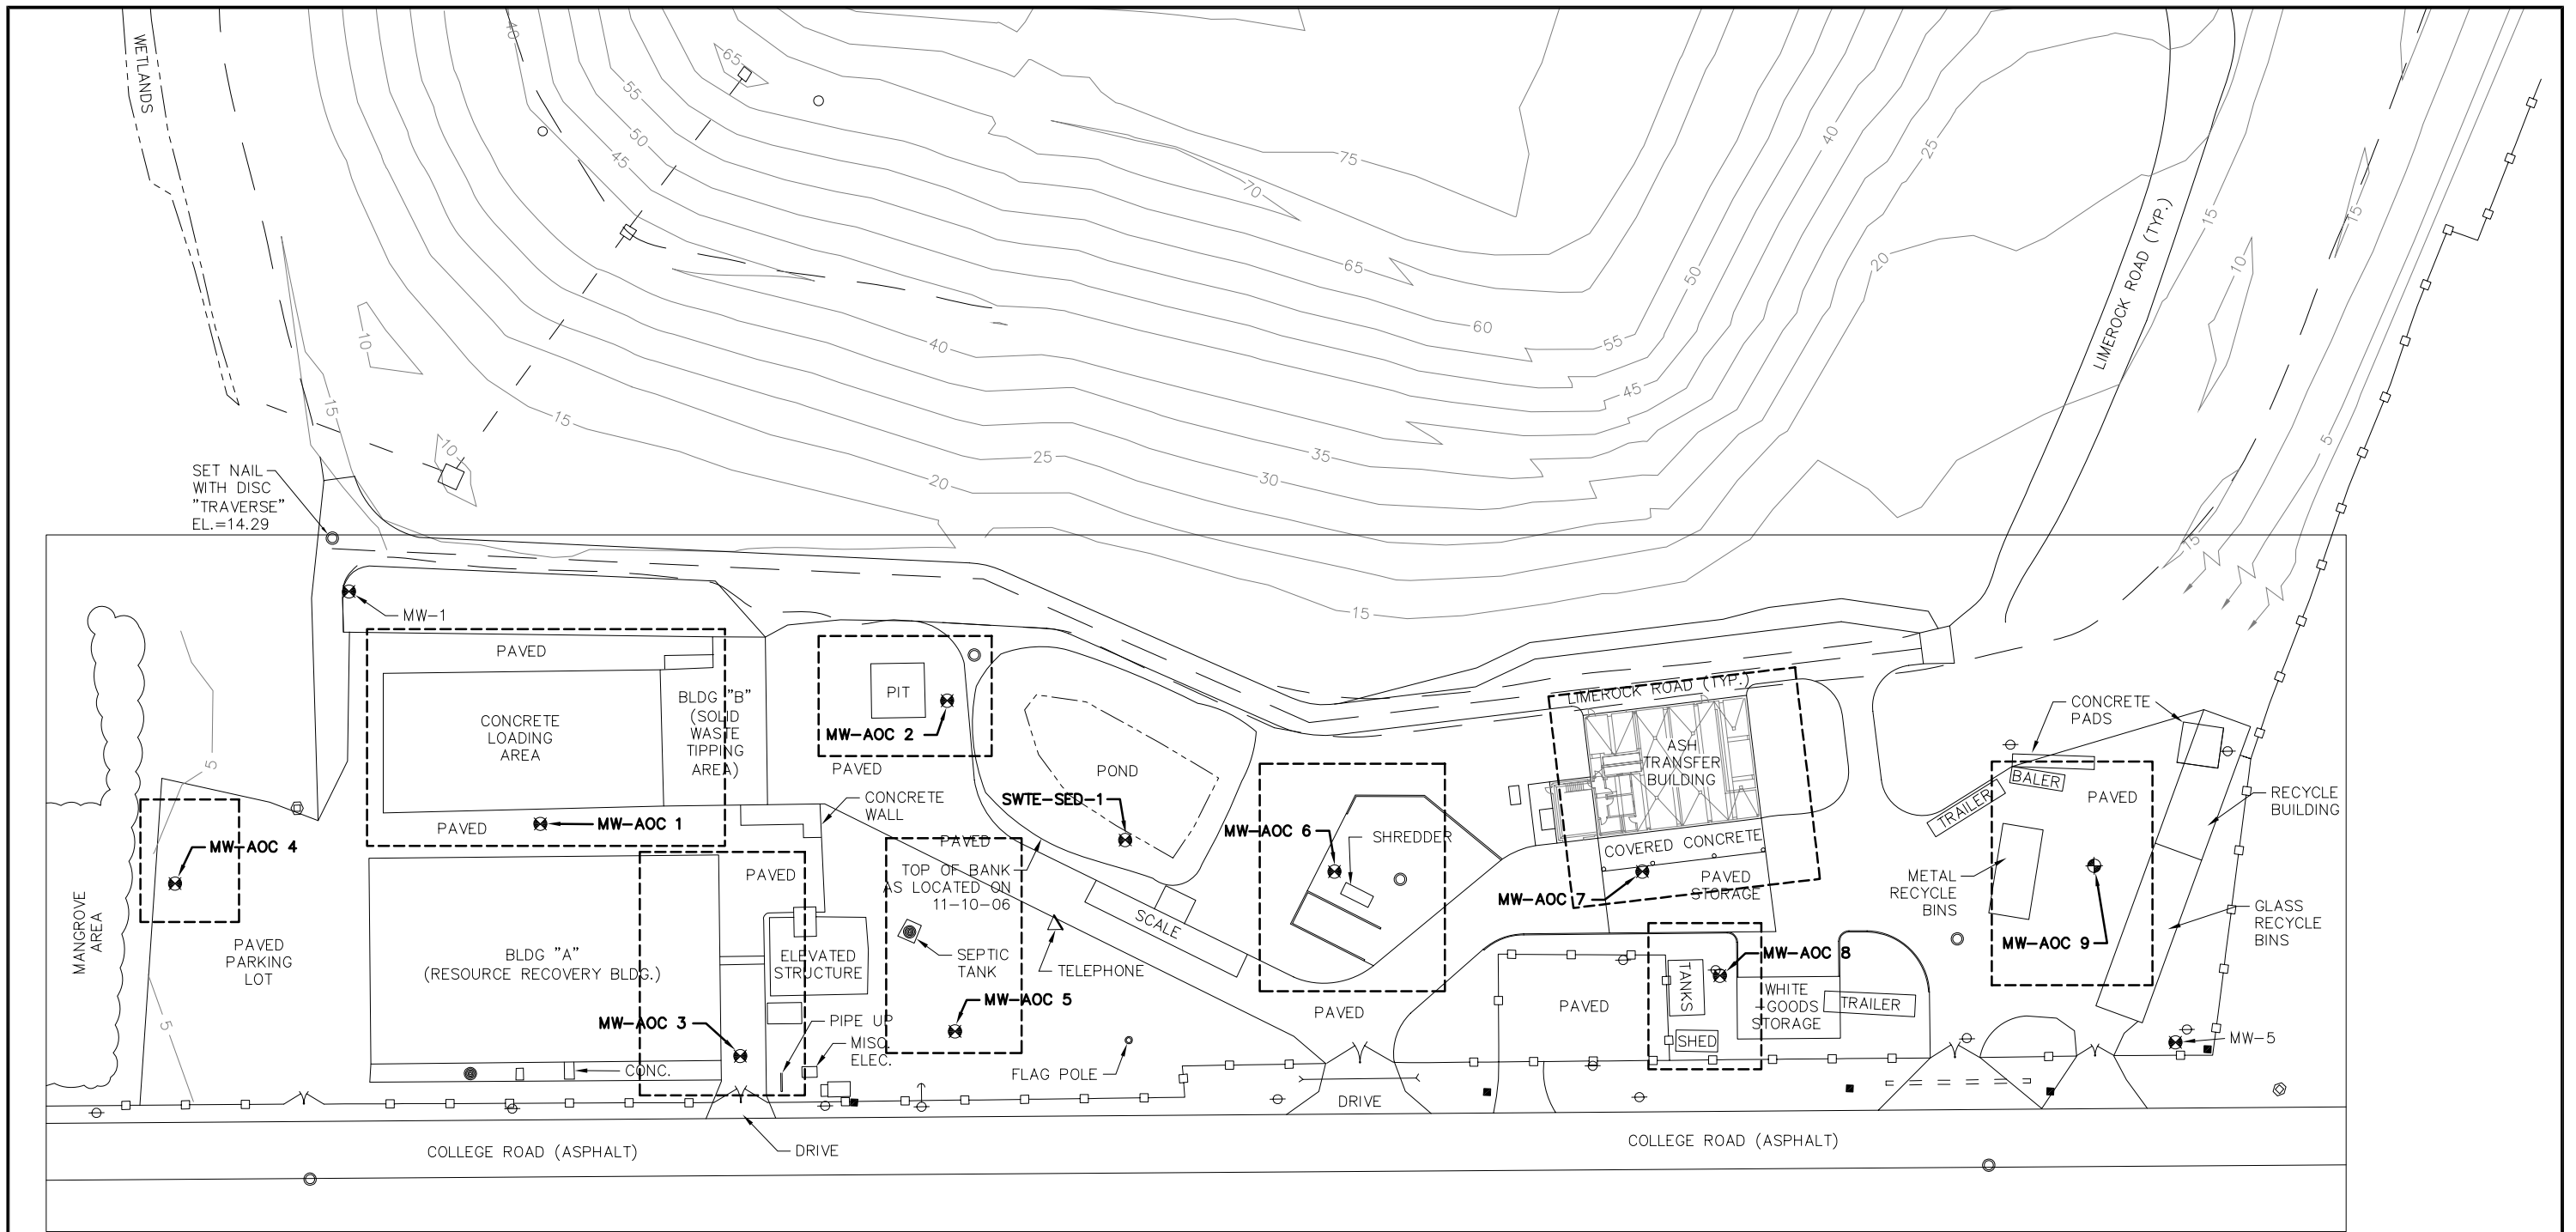 WETLANDS
40
65
55
50
45
75
70
40
25
15
15
10
20
65
50
LIMEROCK ROAD (TYP.)
60
55
40
10
45
15
15
5
10
35
25
30
20
15
15
SET NAIL
WITH DISC
"TRAVERSE"
EL.=14.29
MW-1
PAVED
CONCRETE
LOADING
AREA
BLDG "B"
(SOLID
WASTE
TIPPING
AREA)
PIT
MW-AOC 2
PAVED
POND
SWTE-SED-1
CONCRETE
WALL
LIMEROCK ROAD (TYP.)
ASH
TRANSFER
BUILDING
COVERED CONCRETE
PAVED
STORAGE
MW-AOC 7
CONCRETE
PADS
BALER
TRAILER
PAVED
RECYCLE
BUILDING
5
PAVED
MW-AOC 1
MW-AOC 4
MW-AOC 6
SHREDDER
PAVED
TOP OF BANK
AS LOCATED ON
11-10-06
PAVED
METAL
RECYCLE
BINS
GLASS
RECYCLE
BINS
MW-AOC 9
MANGROVE
AREA
PAVED
PARKING
LOT
BLDG "A"
(RESOURCE RECOVERY BLDG.)
ELEVATED
STRUCTURE
SEPTIC
TANK
TELEPHONE
SCALE
MW-AOC 8
TANKS
WHITE
GOODS
STORAGE
TRAILER
SHED
PAVED
PAVED
MW-AOC 5
MW-AOC 3
PIPE UP
MISC.
ELEC.
5
CONC.
FLAG POLE
MW-5
DRIVE
DRIVE
COLLEGE ROAD (ASPHALT)
COLLEGE ROAD (ASPHALT)